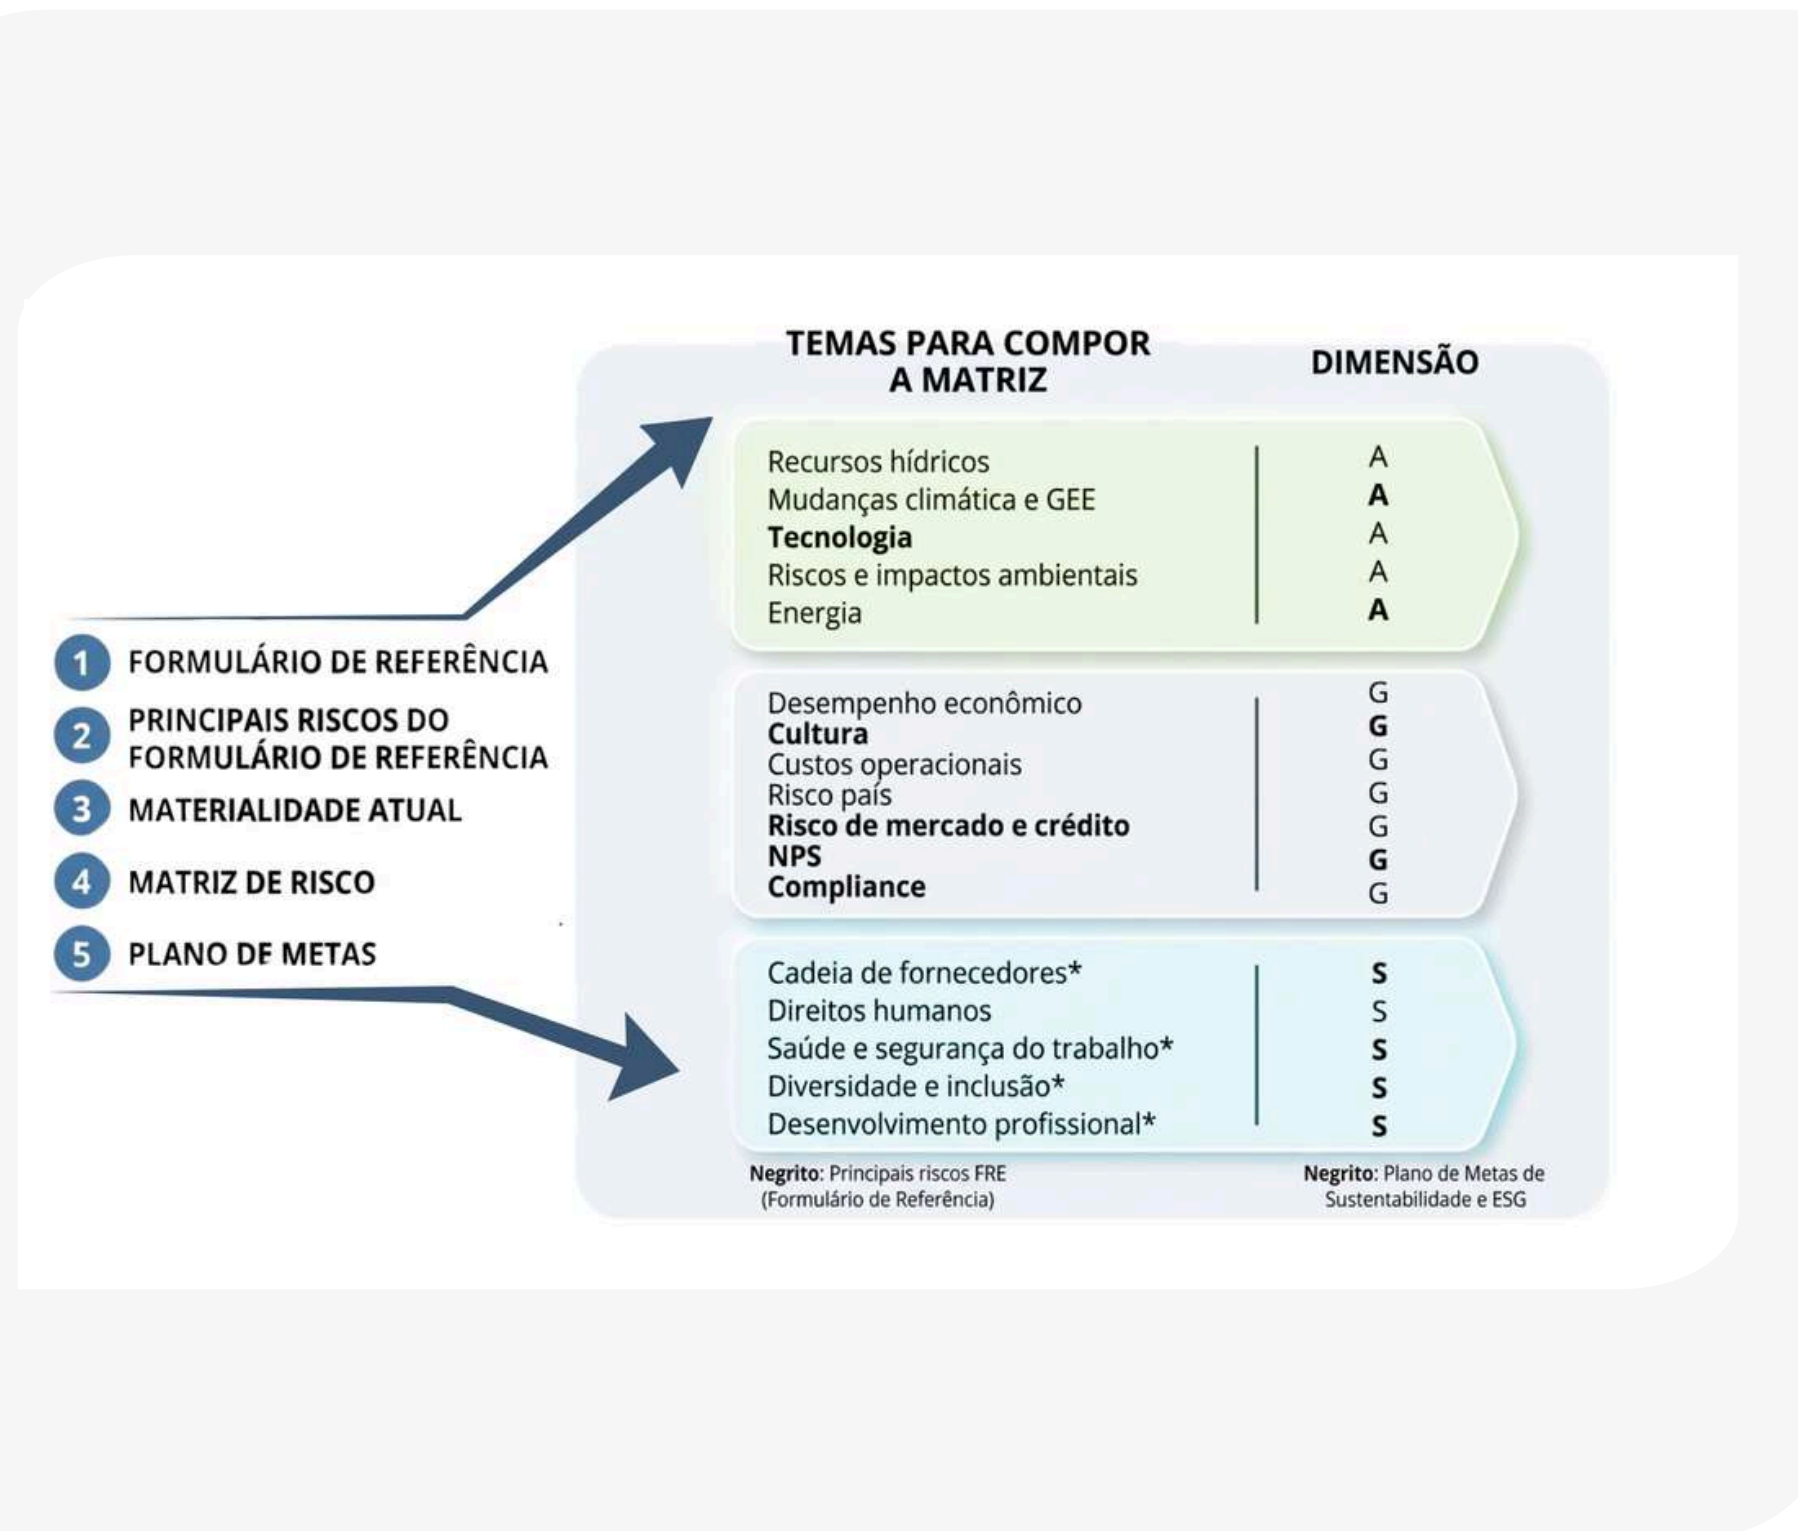 TEMAS PARA COMPOR
A MATRIZ
DIMENSÃO
1 FORMULÁRIO DE REFERÊNCIA
2 PRINCIPAIS RISCOS DO
FORMULÁRIO DE REFERÊNCIA
3 MATERIALIDADE ATUAL
4 MATRIZ DE RISCO
5 PLANO DE METAS
Recursos hídricos A
Mudanças climática e GEE A
Tecnologia A
Riscos e impactos ambientais A
Energia A
Desempenho econômico G
Cultura G
Custos operacionais G
Risco país G
Risco de mercado e crédito G
NPS G
Compliance G
Cadeia de fornecedores* S
Direitos humanos S
Saúde e segurança do trabalho* S
Diversidade e inclusão* S
Desenvolvimento profissional* S
Negrito: Principais riscos FRE
(Formulário de Referência)
Negrito: Plano de Metas de
Sustentabilidade e ESG